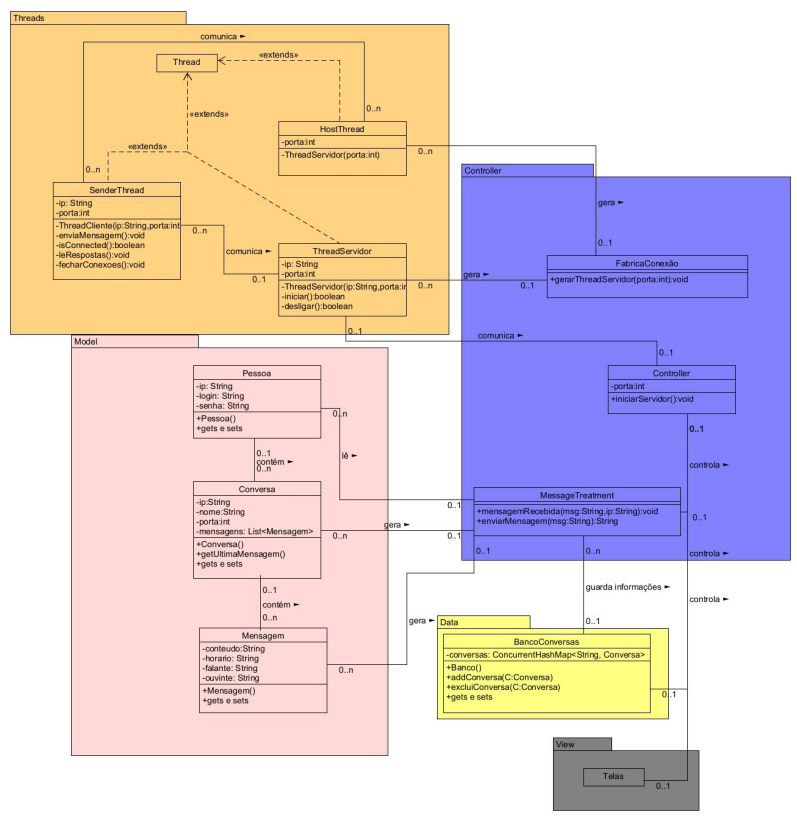 Threads
comunica ►
Thread
«extends»
«extends»
«extends»
0..n
HostThread
-porta:int
-ThreadServidor(porta:int)
0..n
0..n
SenderThread
-ip: String
-porta:int
-ThreadCliente(ip:String,porta:int
-enviaMensagem():void
-isConnected():boolean
-leRespostas():void
-fecharConexoes():void
0..n
comunica ►
0..1
ThreadServidor
-ip: String
-porta:int
-ThreadServidor(ip:String,porta:ir
-iniciar():boolean
-desligar():boolean
0..n
gera ►
0..1
0..1
Controller
gera ►
0..1
FabricaConexão
+gerarThreadServidor(porta:int):void
comunica ►
0..1
Controller
-porta:int
+iniciarServidor():void
0..1
controla ►
Model
Pessoa
-ip: String
-login: String
-senha: String
+Pessoa()
+gets e sets
0..n
lê ►
0..1
0..1
contém ►
0..n
Conversa
-ip:String
-nome:String
-porta:int
-mensagens: List<Mensagem>
+Conversa()
+getUltimaMensagem()
+gets e sets
0..n
gera ►
0..1
MessageTreatment
+mensagemRecebida(msg:String,ip:String):void
+enviarMensagem(msg:String):String
0..1
0..1
0..n
controla ►
0..1
contém ►
0..n
Mensagem
-conteudo:String
-horario: String
-falante: String
-ouvinte: String
+Mensagem()
+gets e sets
0..n
gera ►
guarda informações ►
0..1
controla ►
Data
BancoConversas
-conversas: ConcurrentHashMap<String, Conversa>
+Banco()
+addConversa(C:Conversa)
+excluiConversa(C:Conversa)
+gets e sets
0..1
View
Telas
0..1